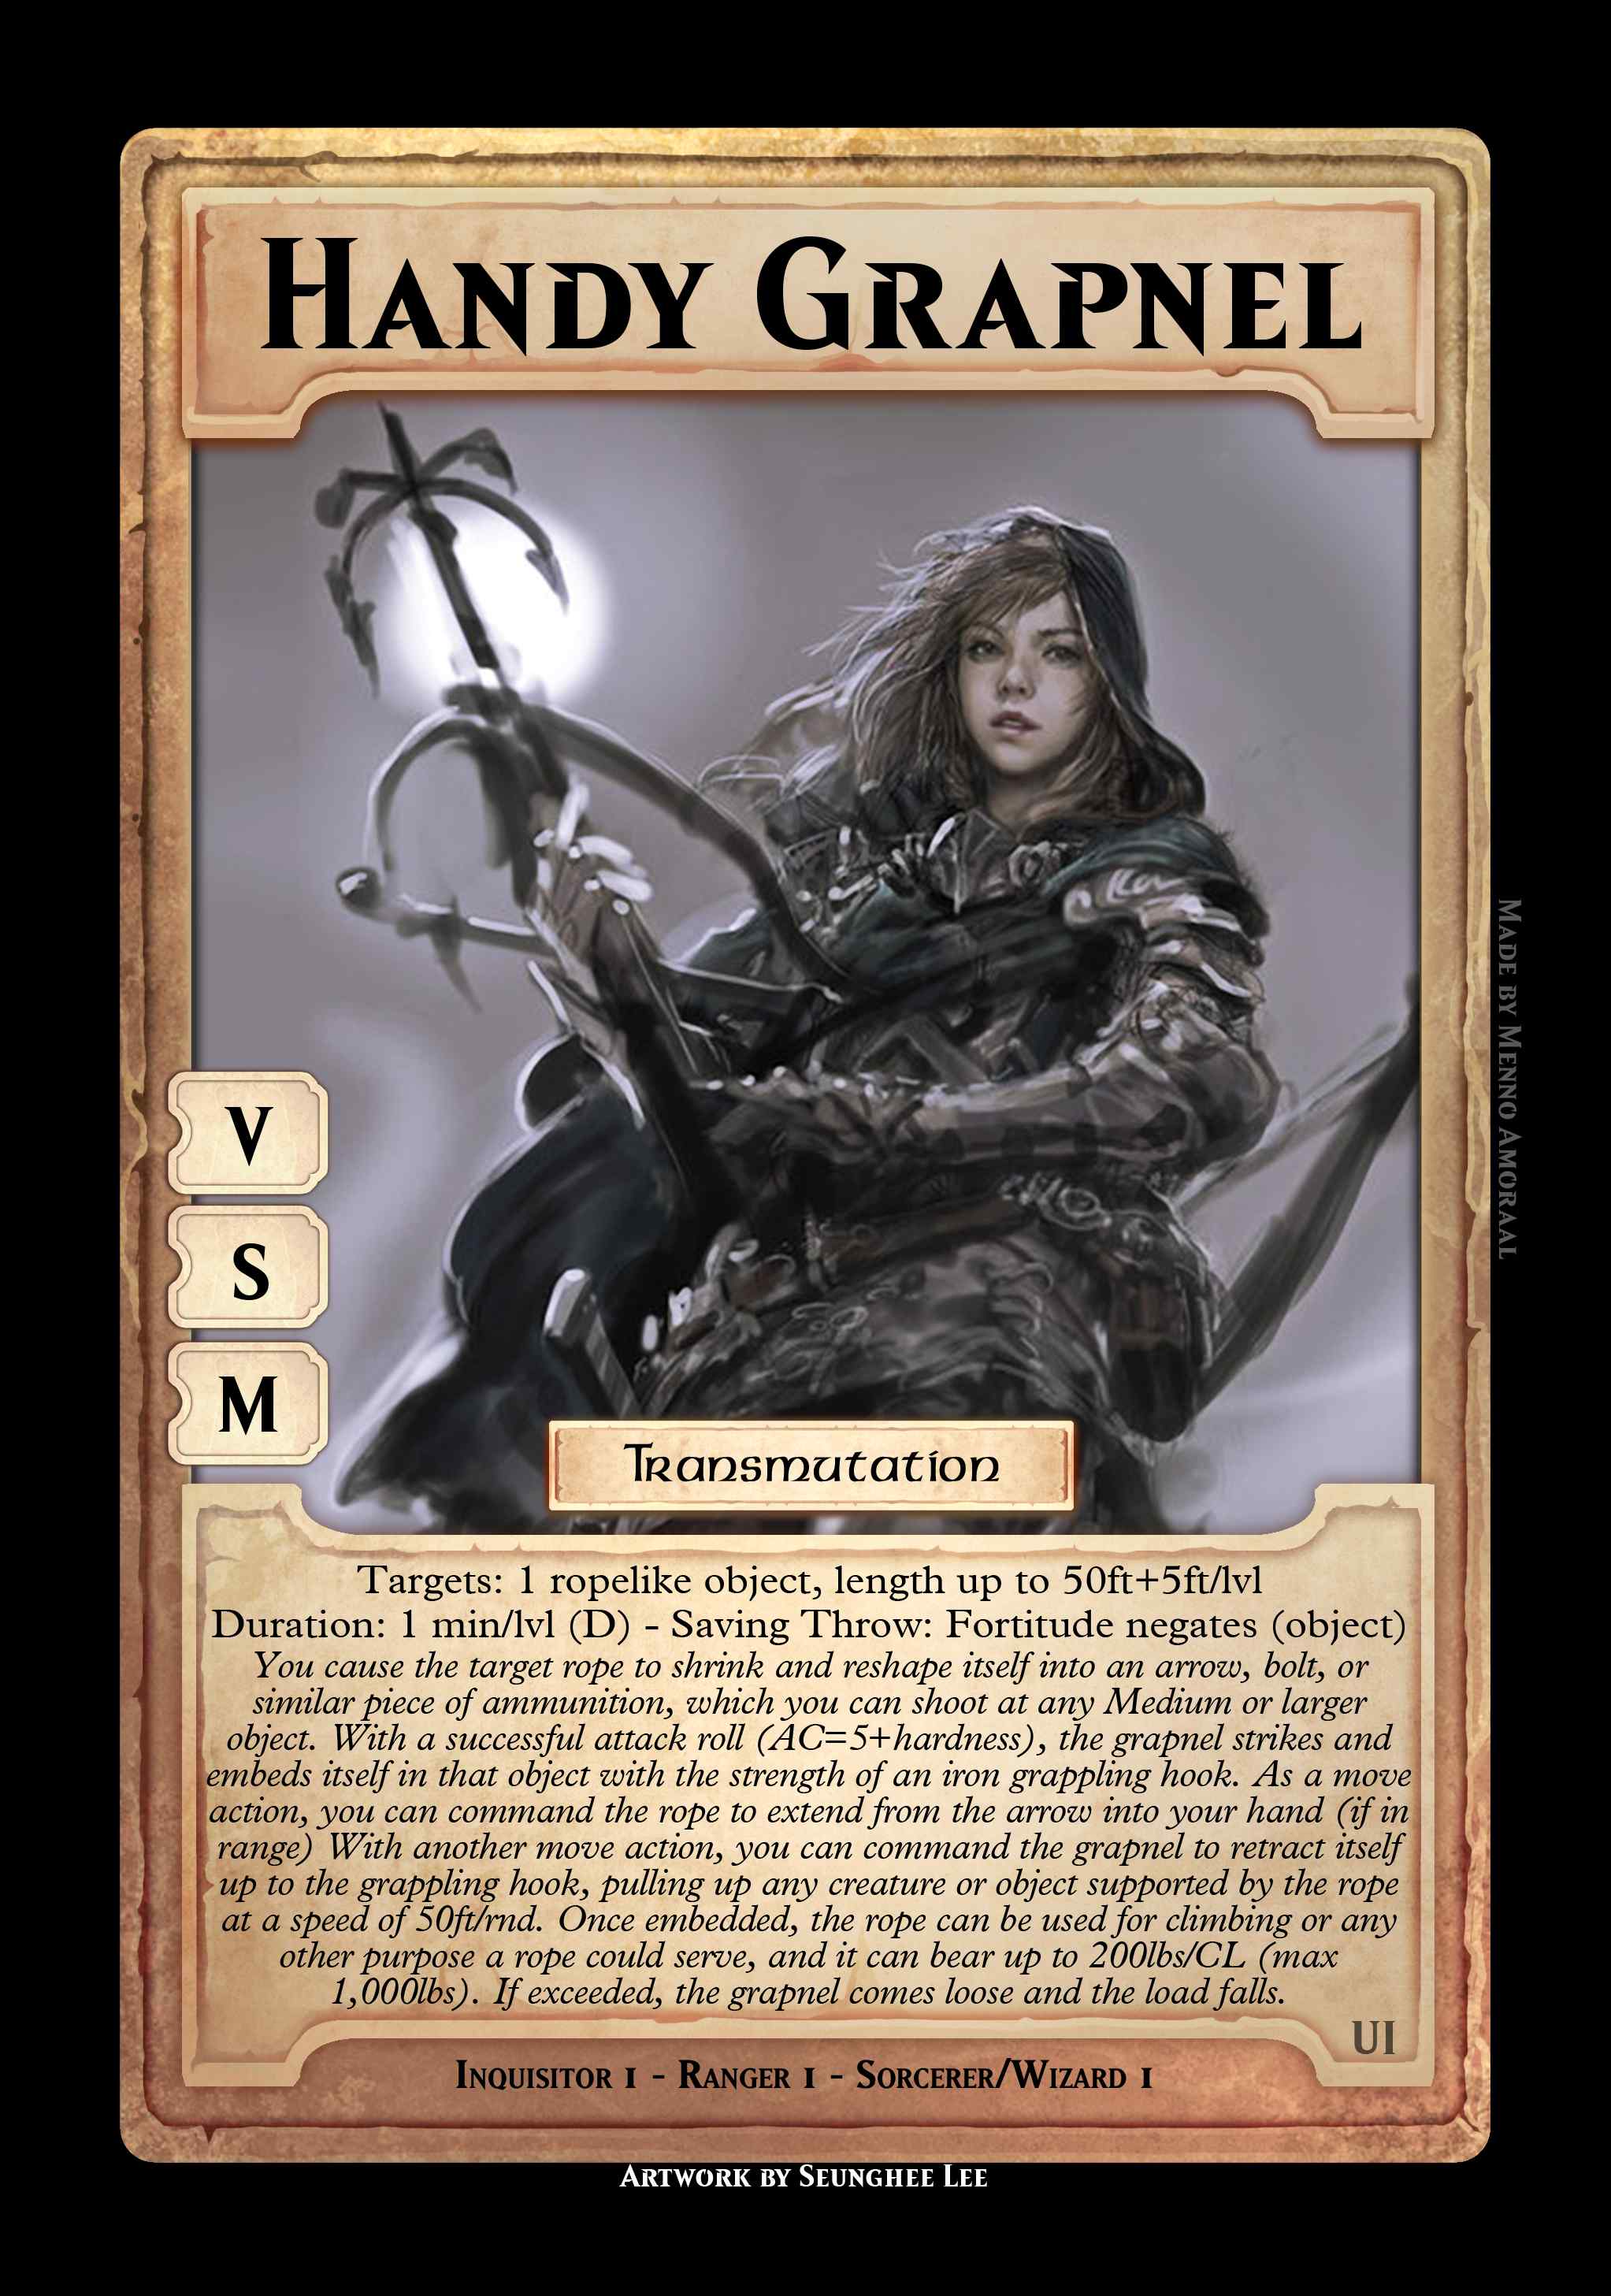 Handy Grapnel
V
S
M
Transmutation
Targets: 1 ropelike object, length up to 50ft+5ft/lvl
Duration: 1 min/lvl (D) - Saving Throw: Fortitude negates (object)
You cause the target rope to shrink and reshape itself into an arrow, bolt, or
similar piece of ammunition, which you can shoot at any Medium or larger
object. With a successful attack roll (AC=5+hardness), the grapnel strikes and
embeds itself in that object with the strength of an iron grappling hook. As a move
action, you can command the rope to extend from the arrow into your hand (if in
range) With another move action, you can command the grapnel to retract itself
up to the grappling hook, pulling up any creature or object supported by the rope
at a speed of 50ft/rnd. Once embedded, the rope can be used for climbing or any
other purpose a rope could serve, and it can bear up to 200lbs/CL (max
1,000lbs). If exceeded, the grapnel comes loose and the load falls.
UI
Inquisitor 1 - Ranger 1 - Sorcerer/Wizard 1
Artwork by Seunghee Lee
Made by Menno Amoraal